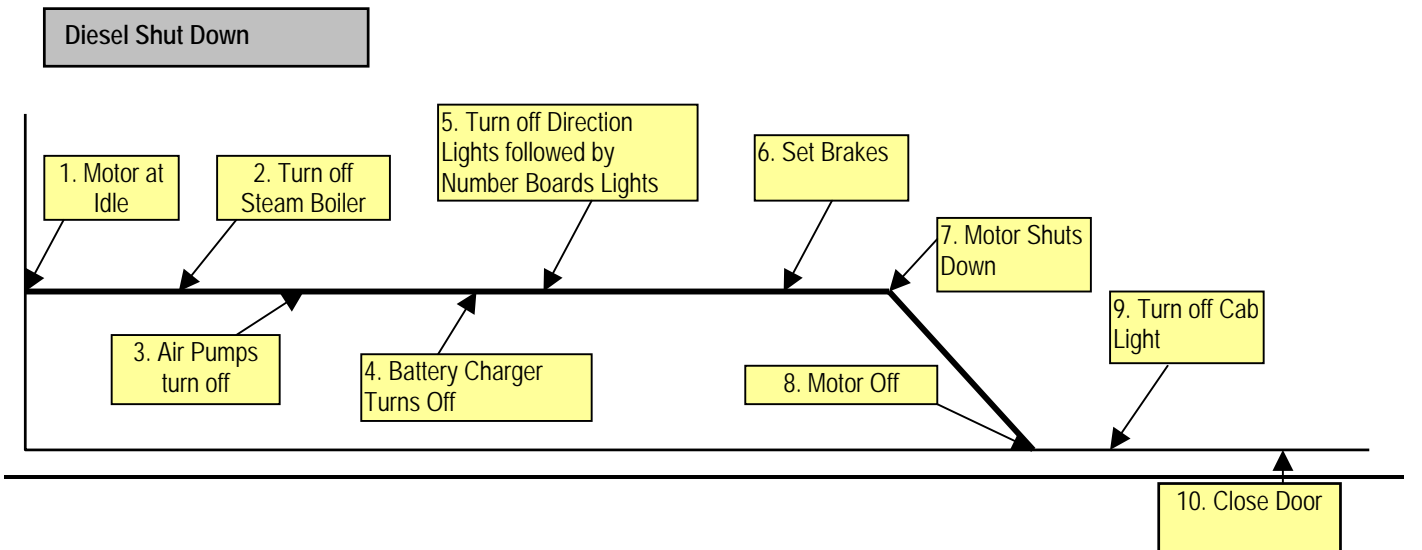 Diesel Shut Down
1. Motor at
Idle
2. Turn off
Steam Boiler
3. Air Pumps
turn off
4. Battery Charger
Turns Off
5. Turn off Direction
Lights followed by
Number Boards Lights
6. Set Brakes
7. Motor Shuts
Down
8. Motor Off
9. Turn off Cab
Light
10. Close Door